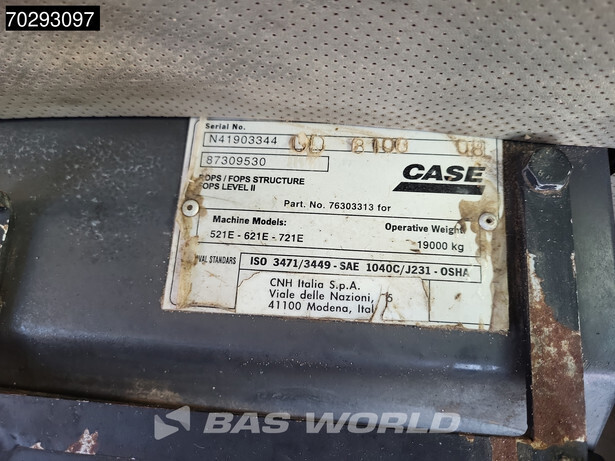 70293097
Serial No.
N41903344
08
87309530
CASE
ROPS / FOPS STRUCTURE
FOPS LEVEL II
Part. No. 76303313 for
Machine Models: Operative Weight:
521E - 621E - 721E 19000 kg
ISO 3471/3449 - SAE 1040C/J231 - OSHA
CNH Italia S.p.A.
Viale delle Nazioni,
41100 Modena,
BAS WORLD